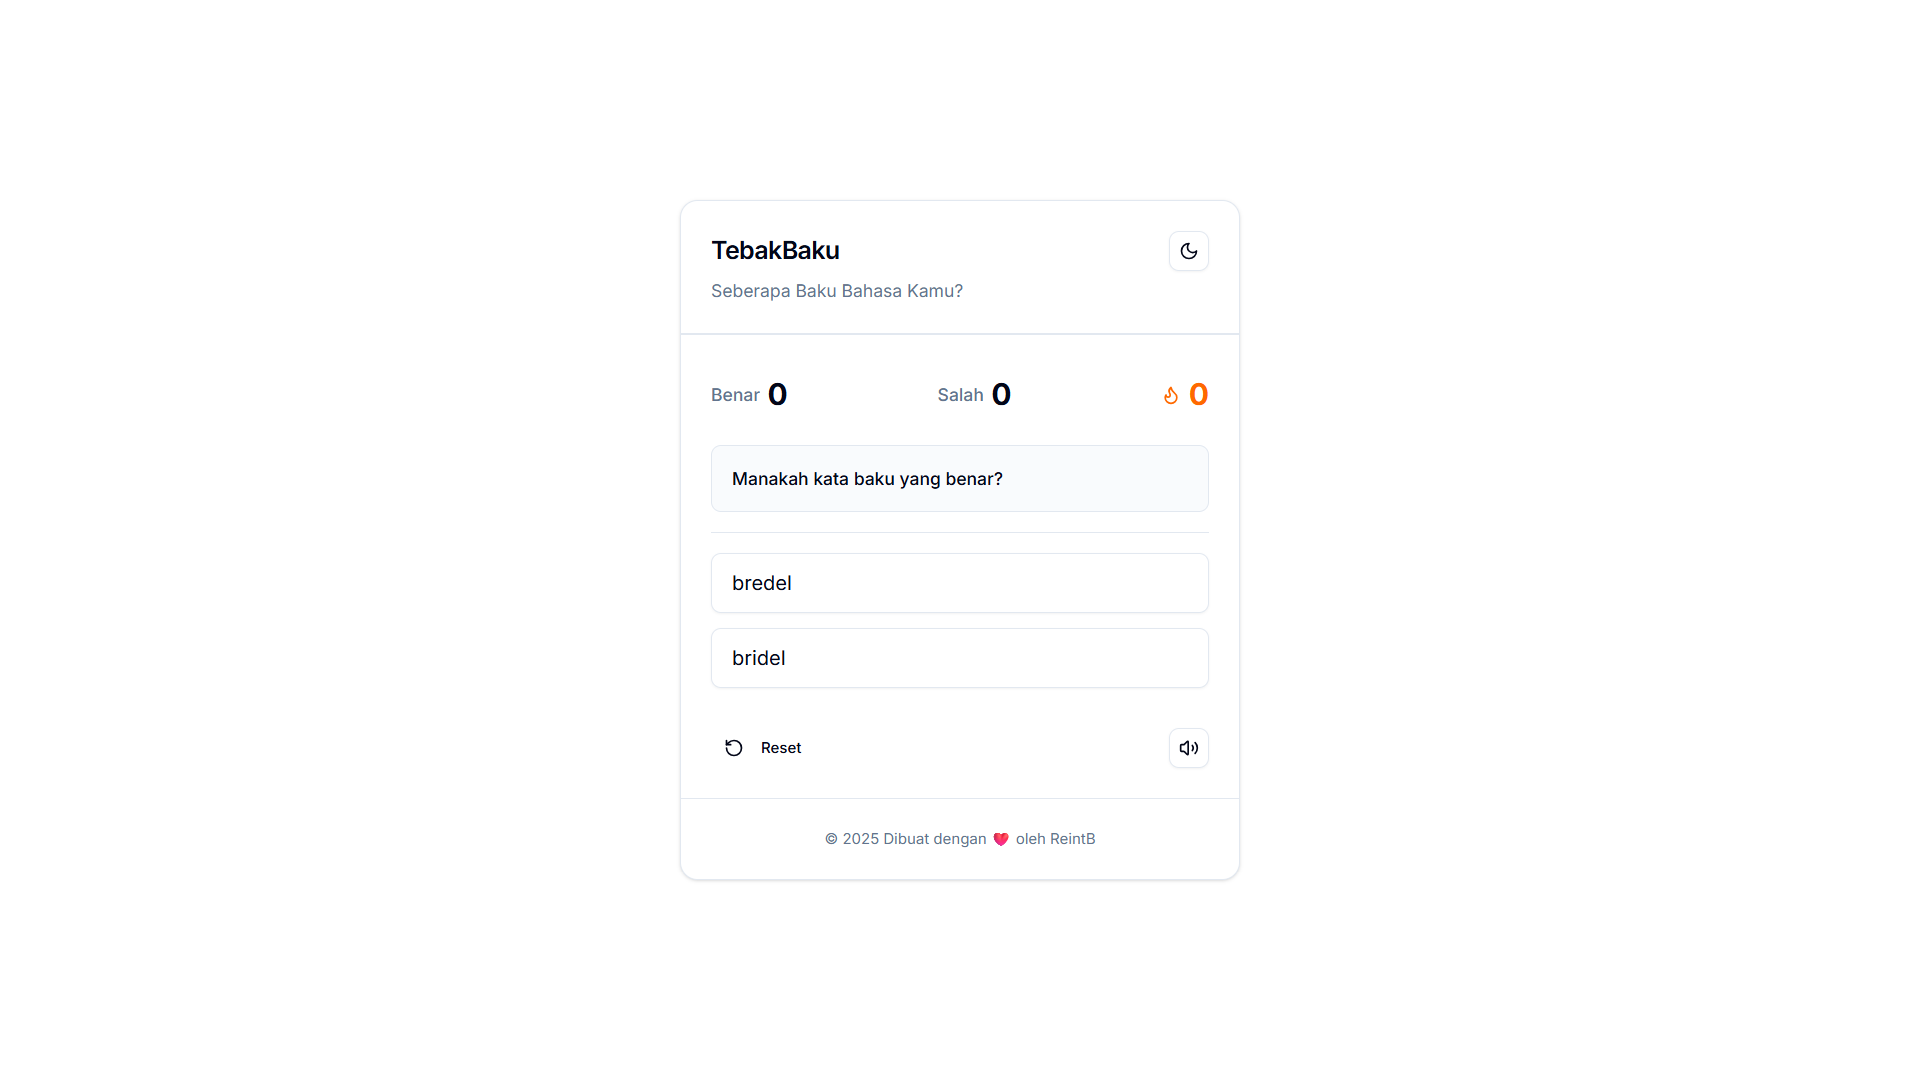 TebakBaku
Seberapa Baku Bahasa Kamu?
Benar 0 Salah 0 0
Manakah kata baku yang benar?
bredel
bridel
Reset
© 2025 Dibuat dengan ❤️ oleh ReintB